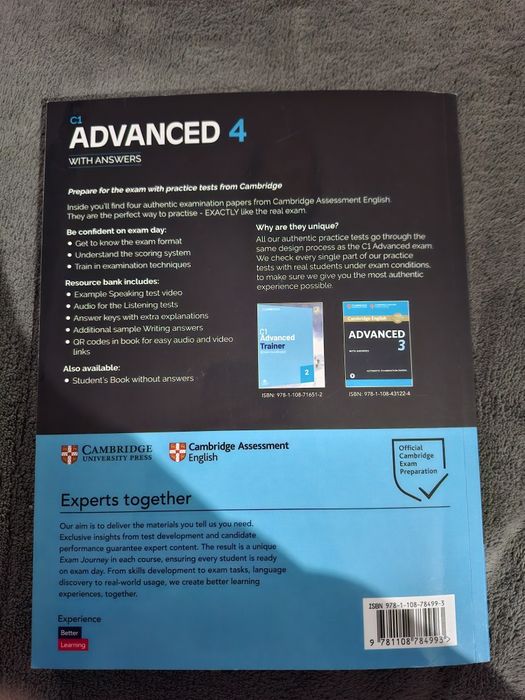 C1
ADVANCED 4
WITH ANSWERS
Prepare for the exam with practice tests from Cambridge
Inside you'll find four authentic examination papers from Cambridge Assessment English.
They are the perfect way to practise - EXACTLY like the real exam.
Be confident on exam day:
• Get to know the exam format
• Understand the scoring system
• Train in examination techniques
Resource bank includes:
• Example Speaking test video
• Audio for the Listening tests
• Answer keys with extra explanations
• Additional sample Writing answers
• QR codes in book for easy audio and video
links
Also available:
• Student's Book without answers
Why are they unique?
All our authentic practice tests go through the
same design process as the C1 Advanced exam.
We check every single part of our practice
tests with real students under exam conditions,
to make sure we give you the most authentic
experience possible.
C1
Advanced
Trainer
2
ISBN: 978-1-108-71651-2
Cambridge English
ADVANCED
3
WITH ANSWERS
ISBN: 978-1-108-43122-4
CAMBRIDGE
UNIVERSITY PRESS
Cambridge Assessment
English
Official
Cambridge
Exam
Preparation
Experts together
Our aim is to deliver the materials you tell us you need.
Exclusive insights from test development and candidate
performance guarantee expert content. The result is a unique
Exam Journey in each course, ensuring every student is ready
on exam day. From skills development to exam tasks, language
discovery to real-world usage, we create better learning
experiences, together.
Experience
Better
Learning
ISBN 978-1-108-78499-3
9 781108 784993